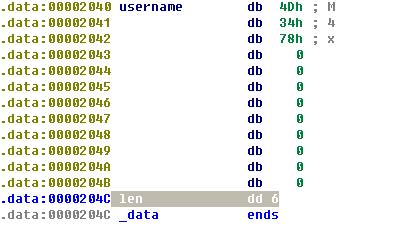 .data:00002040 username db 4Dh ; M
.data:00002041 db 34h ; 4
.data:00002042 db 78h ; x
.data:00002043 db 0
.data:00002044 db 0
.data:00002045 db 0
.data:00002046 db 0
.data:00002047 db 0
.data:00002048 db 0
.data:00002049 db 0
.data:0000204A db 0
.data:0000204B db 0
.data:0000204C len dd 6
.data:0000204C _data ends